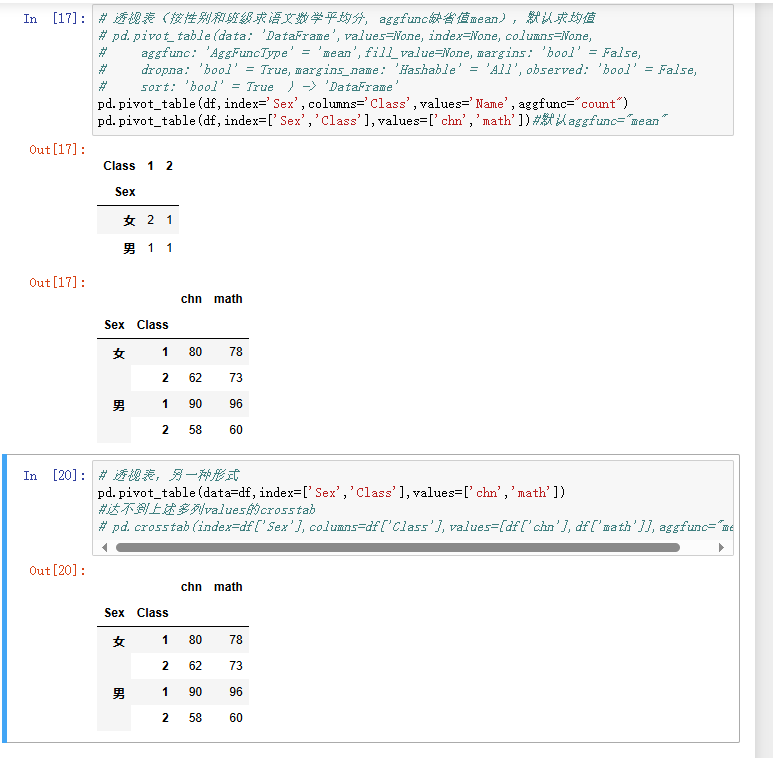 In [17]:
# 透视表（按性别和班级求语文数学平均分, aggfunc缺省值mean），默认求均值
# pd.pivot_table(data: 'DataFrame',values=None,index=None,columns=None,
#     aggfunc: 'AggFuncType' = 'mean',fill_value=None,margins: 'bool' = False,
#     dropna: 'bool' = True,margins_name: 'Hashable' = 'All',observed: 'bool' = False,
#     sort: 'bool' = True  ) -> 'DataFrame'
pd.pivot_table(df,index='Sex',columns='Class',values='Name',aggfunc="count")
pd.pivot_table(df,index=['Sex','Class'],values=['chn','math'])#默认aggfunc="mean"
Out[17]:
Class 1 2
Sex
女 2 1
男 1 1
Out[17]:
chn math
Sex Class
女 1 80 78
2 62 73
男 1 90 96
2 58 60
In [20]:
# 透视表，另一种形式
pd.pivot_table(data=df,index=['Sex','Class'],values=['chn','math'])
#达不到上述多列values的crosstab
# pd.crosstab(index=df['Sex'],columns=df['Class'],values=[df['chn'],df['math']],aggfunc="me
Out[20]:
chn math
Sex Class
女 1 80 78
2 62 73
男 1 90 96
2 58 60